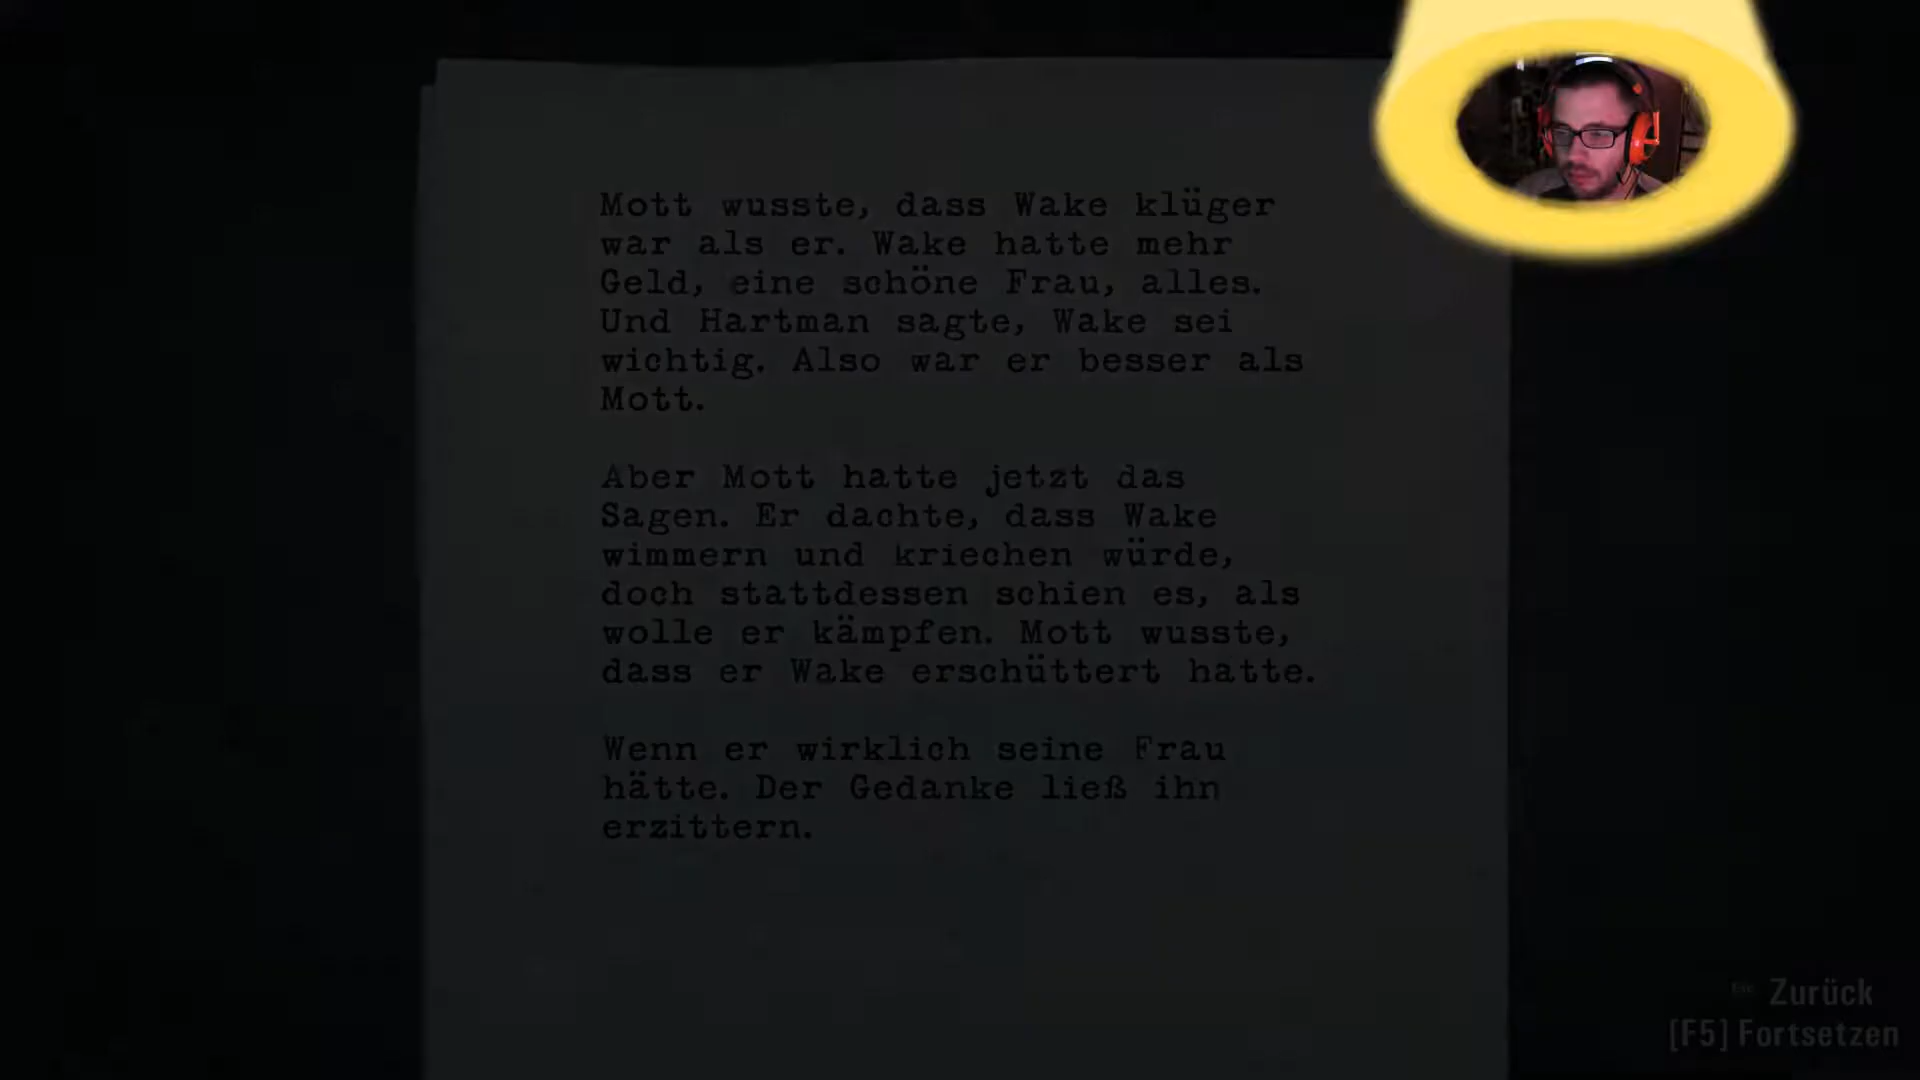 Mott wusste, dass Wake klüger
war als er. Wake hatte mehr
Geld, eine schöne Frau, alles.
Und Hartman sagte, Wake sei
wichtig. Also war er besser als
Mott.
Aber Mott hatte jetzt das
Sagen. Er dachte, dass Wake
wimmern und kriechen würde,
doch stattdessen schien es, als
wolle er kämpfen. Mott wusste,
dass er Wake erschüttert hatte.
Wenn er wirklich seine Frau
hätte. Der Gedanke ließ ihn
erzittern.
Esc Zurück
[F5] Fortsetzen